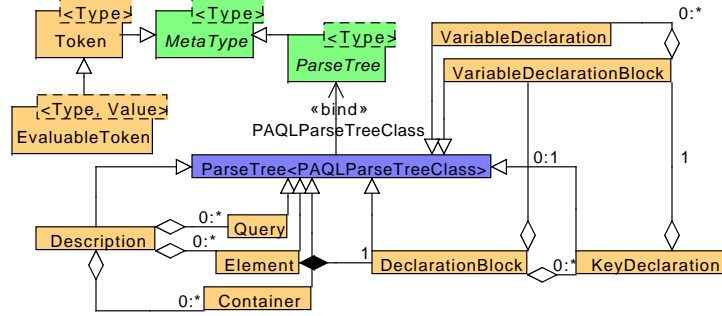 <Type>
Token
<Type>
MetaType
<Type>
ParseTree
0:*
VariableDeclaration
VariableDeclarationBlock
<Type, Value>
EvaluableToken
«bind»
PAQLParseTreeClass
ParseTree<PAQLParseTreeClass>
0:1
1
0:*
Query
Description
0:*
Element
1
DeclarationBlock
0:*
KeyDeclaration
0:*
Container